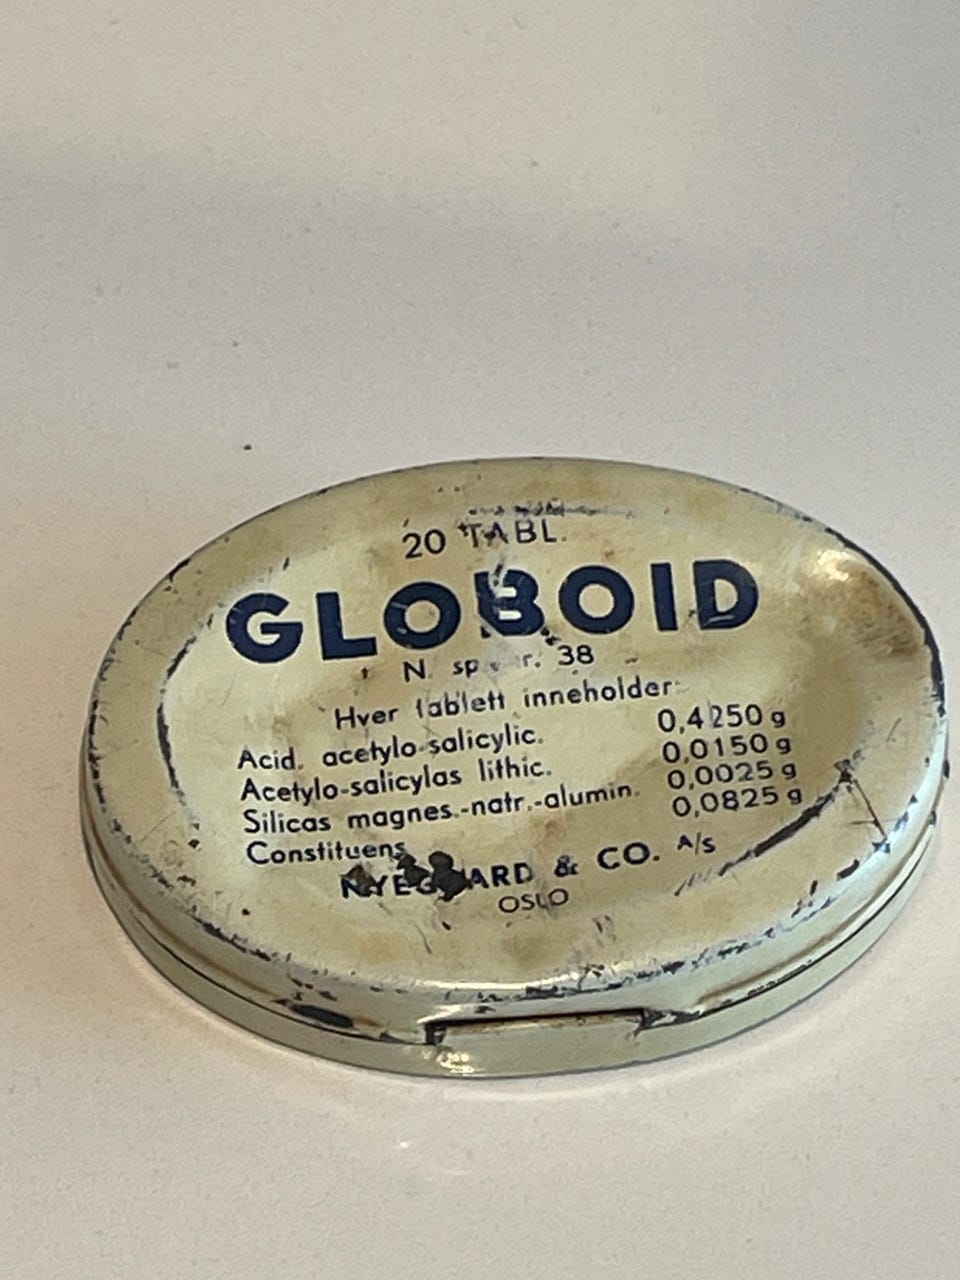 20 TABL.
GLOBOID
N. 38
Hver tablett inneholder:
Acid. acetylo-salicylic. 0,4250 g
Acetylo-salicylas lithic. 0,0150 g
Silicas magnes.-natr.-alumin. 0,0025 g
Constituens 0,0825 g
NYEGAARD & CO. A/S
OSLO